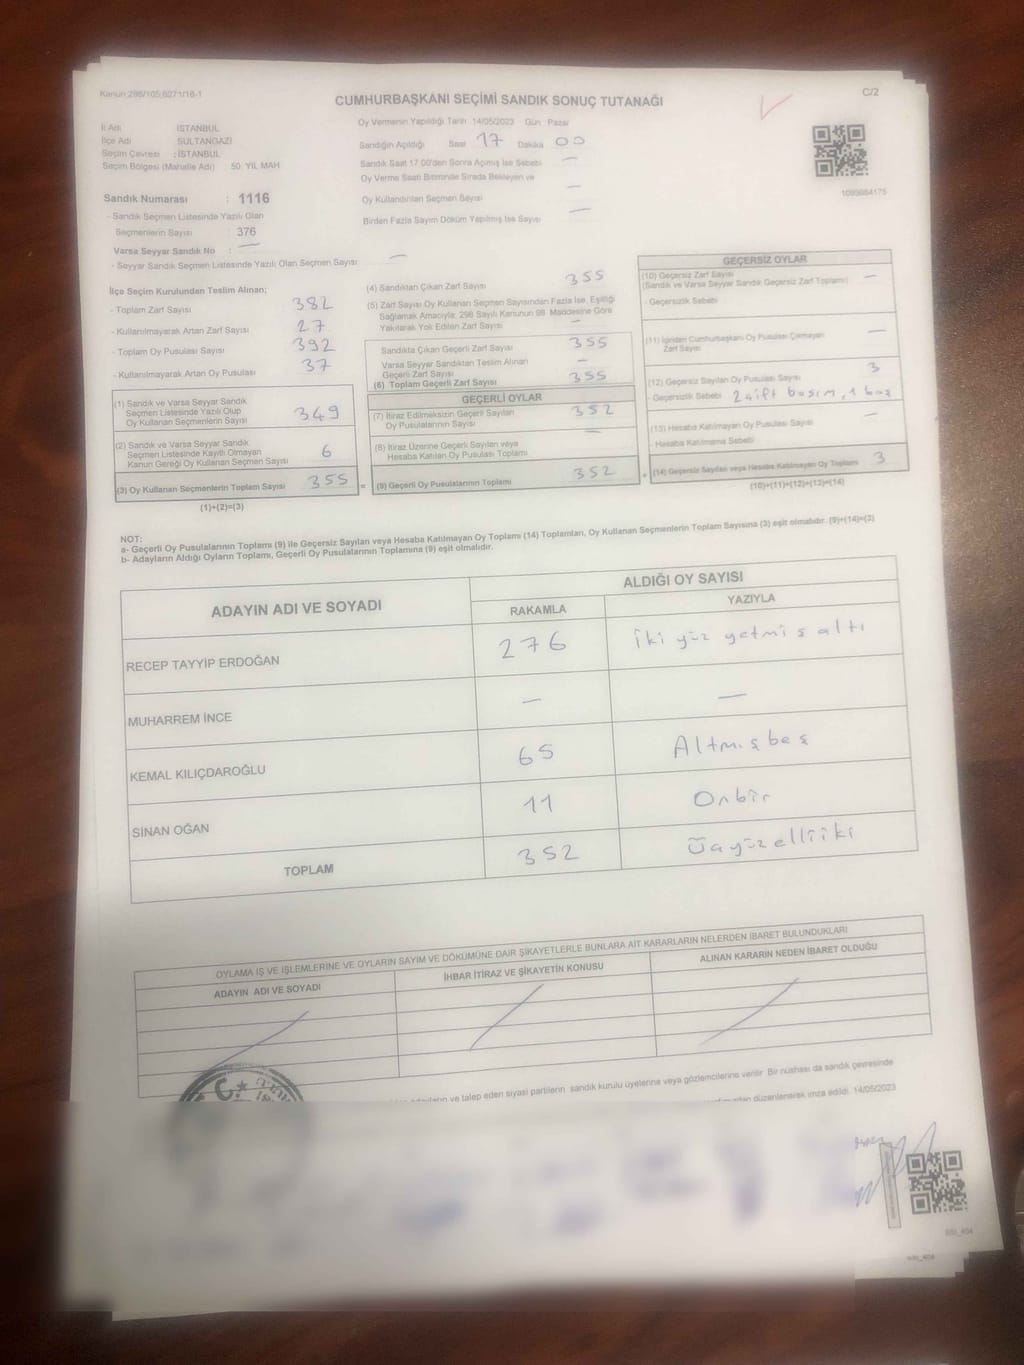 Kanun:298/105;6271/16-1
CUMHURBAŞKANI SEÇİMİ SANDIK SONUÇ TUTANAĞI
C/2
İl Adı İSTANBUL
İlçe Adı SULTANGAZİ
Seçim Çevresi : İSTANBUL
Seçim Bölgesi (Mahalle Adı) 50. YIL MAH
Sandık Numarası : 1116
- Sandık Seçmen Listesinde Yazılı Olan
Seçmenlerin Sayısı : 376
Varsa Seyyar Sandık No : —
- Seyyar Sandık Seçmen Listesinde Yazılı Olan Seçmen Sayısı —
Oy Vermenin Yapıldığı Tarih 14/05/2023 Gün Pazar
Sandığın Açıldığı Saat 17 Dakika 00
Sandık Saat 17.00'den Sonra Açımış İse Sebebi —
Oy Verme Saati Bitiminde Sırada Bekleyen ve
Oy Kullandırılan Seçmen Sayısı —
Birden Fazla Sayım Döküm Yapılmış İse Sayısı —
1095984175
İlçe Seçim Kurulundan Teslim Alınan;
- Toplam Zarf Sayısı 382
- Kullanılmayarak Artan Zarf Sayısı 27
- Toplam Oy Pusulası Sayısı 392
- Kullanılmayarak Artan Oy Pusulası 37
(1) Sandık ve Varsa Seyyar Sandık
Seçmen Listesinde Yazılı Olup
Oy Kullanan Seçmenlerin Sayısı 349
(2) Sandık ve Varsa Seyyar Sandık
Seçmen Listesinde Kayıtlı Olmayan
Kanun Gereği Oy Kullanan Seçmen Sayısı 6
(3) Oy Kullanan Seçmenlerin Toplam Sayısı 355
(1)+(2)=(3)
(4) Sandıktan Çıkan Zarf Sayısı 355
(5) Zarf Sayısı Oy Kullanan Seçmen Sayısından Fazla İse, Eşitliği
Sağlamak Amacıyla; 298 Sayılı Kanunun 98. Maddesine Göre
Yakılarak Yok Edilen Zarf Sayısı —
Sandıkta Çıkan Geçerli Zarf Sayısı 355
Varsa Seyyar Sandıktan Teslim Alınan
Geçerli Zarf Sayısı —
(6) Toplam Geçerli Zarf Sayısı 355
GEÇERLİ OYLAR
(7) İtiraz Edilmeksizin Geçerli Sayılan
Oy Pusulalarının Sayısı 352
(8) İtiraz Üzerine Geçerli Sayılan veya
Hesaba Katılan Oy Pusulası Toplamı —
= (9) Geçerli Oy Pusulalarının Toplamı 352
GEÇERSİZ OYLAR
(10) Geçersiz Zarf Sayısı —
(Sandık ve Varsa Seyyar Sandık Geçersiz Zarf Toplamı)
- Geçersizlik Sebebi
(11) İçinden Cumhurbaşkanı Oy Pusulası Çıkmayan
Zarf Sayısı —
(12) Geçersiz Sayılan Oy Pusulası Sayısı 3
- Geçersizlik Sebebi 2 çift basım, 1 boş
(13) Hesaba Katılmayan Oy Pusulası Sayısı —
- Hesaba Katılmama Sebebi
+ (14) Geçersiz Sayılan veya Hesaba Katılmayan Oy Toplamı 3
(10)+(11)+(12)+(13)=(14)
NOT:
a- Geçerli Oy Pusulalarının Toplamı (9) ile Geçersiz Sayılan veya Hesaba Katılmayan Oy Toplamı (14) Toplamları, Oy Kullanan Seçmenlerin Toplam Sayısına (3) eşit olmalıdır. (9)+(14)=(3)
b- Adayların Aldığı Oyların Toplamı, Geçerli Oy Pusulalarının Toplamına (9) eşit olmalıdır.
ADAYIN ADI VE SOYADI
ALDIĞI OY SAYISI
RAKAMLA YAZIYLA
RECEP TAYYİP ERDOĞAN 276 iki yüz yetmiş altı
MUHARREM İNCE — —
KEMAL KILIÇDAROĞLU 65 Altmışbeş
SİNAN OĞAN 11 Onbir
TOPLAM 352 Üçyüzelliiki
OYLAMA İŞ VE İŞLEMLERİNE VE OYLARIN SAYIM VE DÖKÜMÜNE DAİR ŞİKAYETLERLE BUNLARA AİT KARARLARIN NELERDEN İBARET BULUNDUKLARI
ADAYIN ADI VE SOYADI İHBAR İTİRAZ VE ŞİKAYETİN KONUSU ALINAN KARARIN NEDEN İBARET OLDUĞU
adayların ve talep eden siyasi partilerin sandık kurulu üyelerine veya gözlemcilerine verilir. Bir nüshası da sandık çevresinde
düzenlenerek imza edildi. 14/05/2023